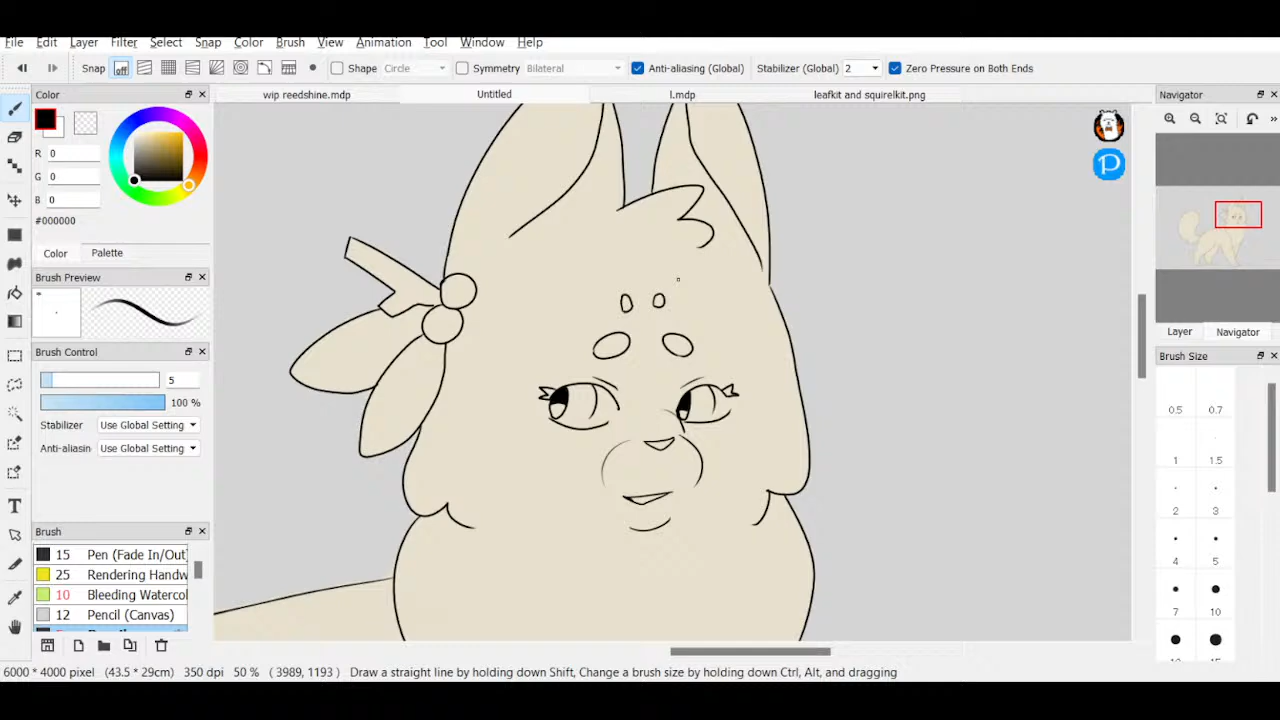 File Edit Layer Filter Select Snap Color Brush View Animation Tool Window Help
Snap off Shape Circle Symmetry Bilateral Anti-aliasing (Global) Stabilizer (Global) 2 Zero Pressure on Both Ends
Color
wip reedshine.mdp Untitled l.mdp leafkit and squirelkit.png
Navigator
R 0
G 0
B 0
#000000
Color Palette
Brush Preview
Brush Control
5
100 %
Stabilizer Use Global Setting
Anti-aliasin Use Global Setting
Brush
15 Pen (Fade In/Out)
25 Rendering Handw
10 Bleeding Watercol
12 Pencil (Canvas)
P
Layer Navigator
Brush Size
0.5 0.7
1 1.5
2 3
4 5
7 10
6000 * 4000 pixel (43.5 * 29cm) 350 dpi 50 % ( 3989, 1193 ) Draw a straight line by holding down Shift, Change a brush size by holding down Ctrl, Alt, and dragging